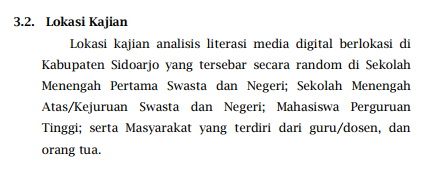 3.2. Lokasi Kajian
Lokasi kajian analisis literasi media digital berlokasi di
Kabupaten Sidoarjo yang tersebar secara random di Sekolah
Menengah Pertama Swasta dan Negeri; Sekolah Menengah
Atas/Kejuruan Swasta dan Negeri; Mahasiswa Perguruan
Tinggi; serta Masyarakat yang terdiri dari guru/dosen, dan
orang tua.